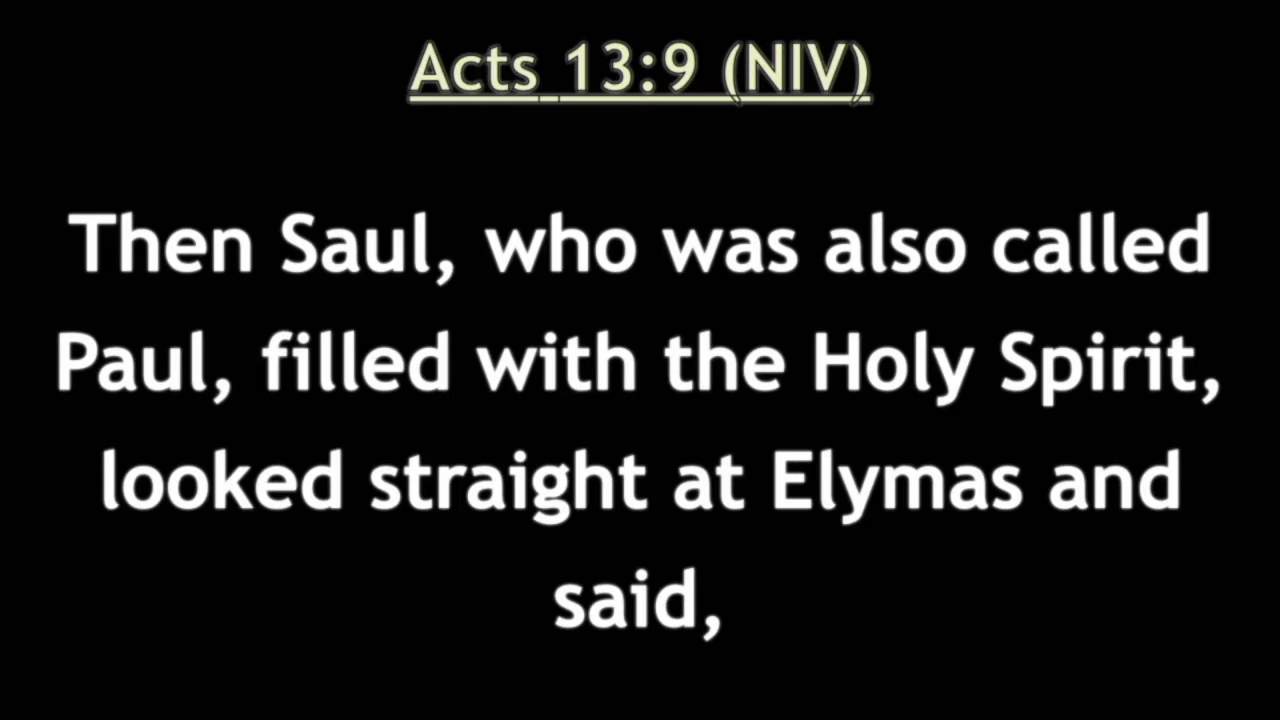 Acts 13:9 (NIV)
Then Saul, who was also called
Paul, filled with the Holy Spirit,
looked straight at Elymas and
said,